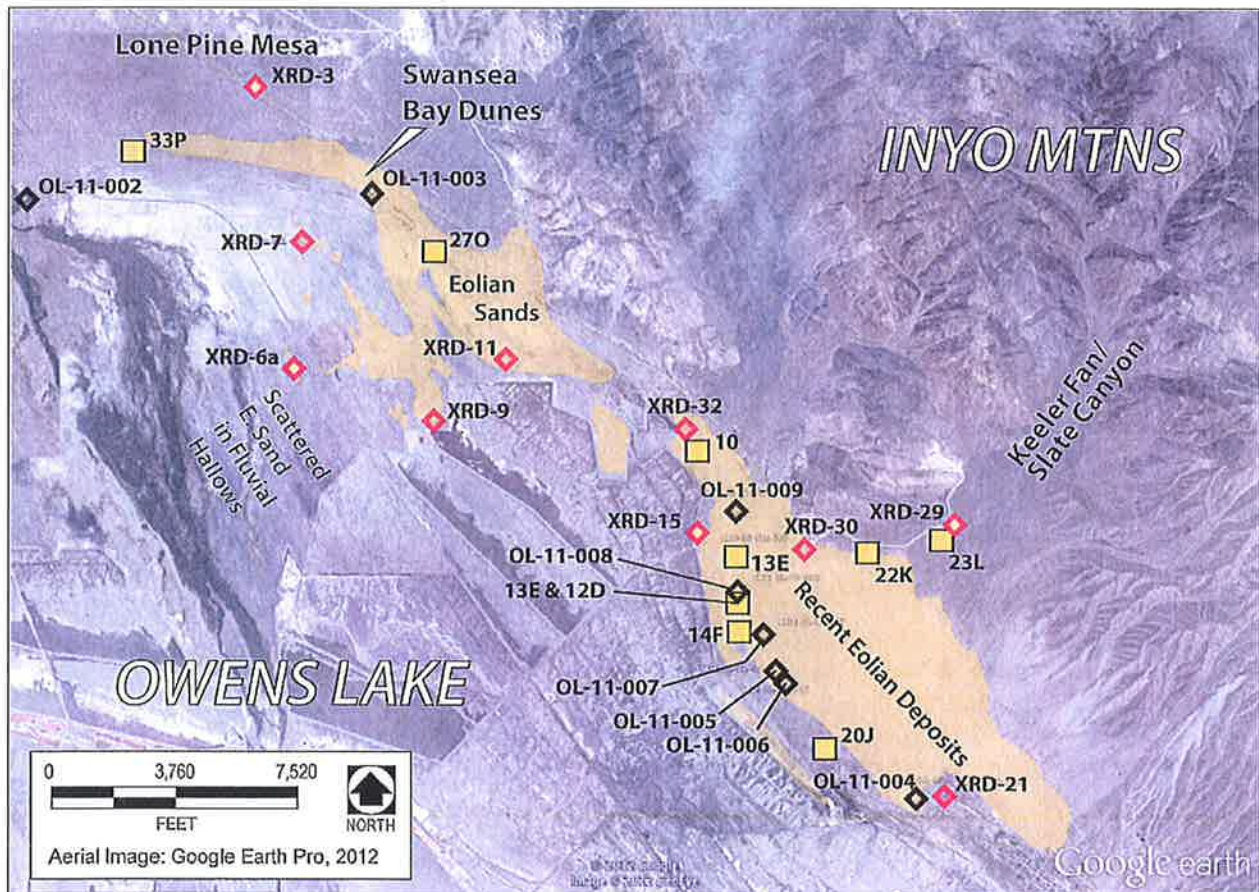 Lone Pine Mesa
XRD-3
Swansea
Bay Dunes
INYO MTNS
33P
OL-11-002
OL-11-003
XRD-7
27O
Eolian
Sands
XRD-11
XRD-6a
XRD-9
Scattered
E. Sand
in Fluvial
Hallows
XRD-32
10
Keeler Fan/
Slate Canyon
OL-11-009
XRD-15
XRD-30
XRD-29
23L
22K
OL-11-008
13E
13E & 12D
14F
Recent Eolian Deposits
OWENS LAKE
OL-11-007
OL-11-005
OL-11-006
20J
OL-11-004
XRD-21
0 3,760 7,520
FEET
NORTH
Aerial Image: Google Earth Pro, 2012
Google earth